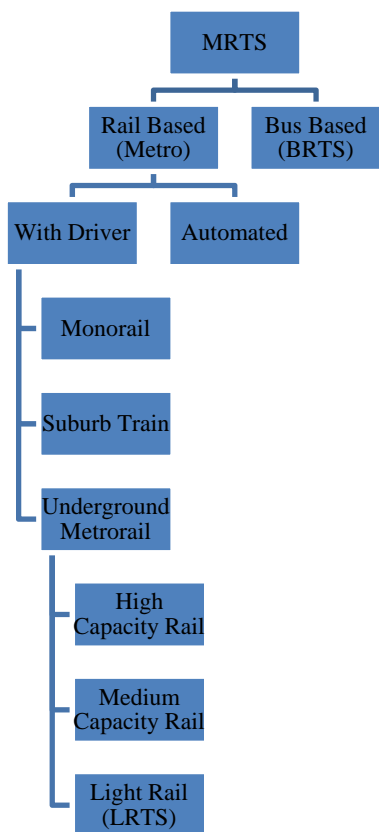 MRTS
Rail Based
(Metro)
Bus Based
(BRTS)
With Driver
Automated
Monorail
Suburb Train
Underground
Metrorail
High
Capacity Rail
Medium
Capacity Rail
Light Rail
(LRTS)